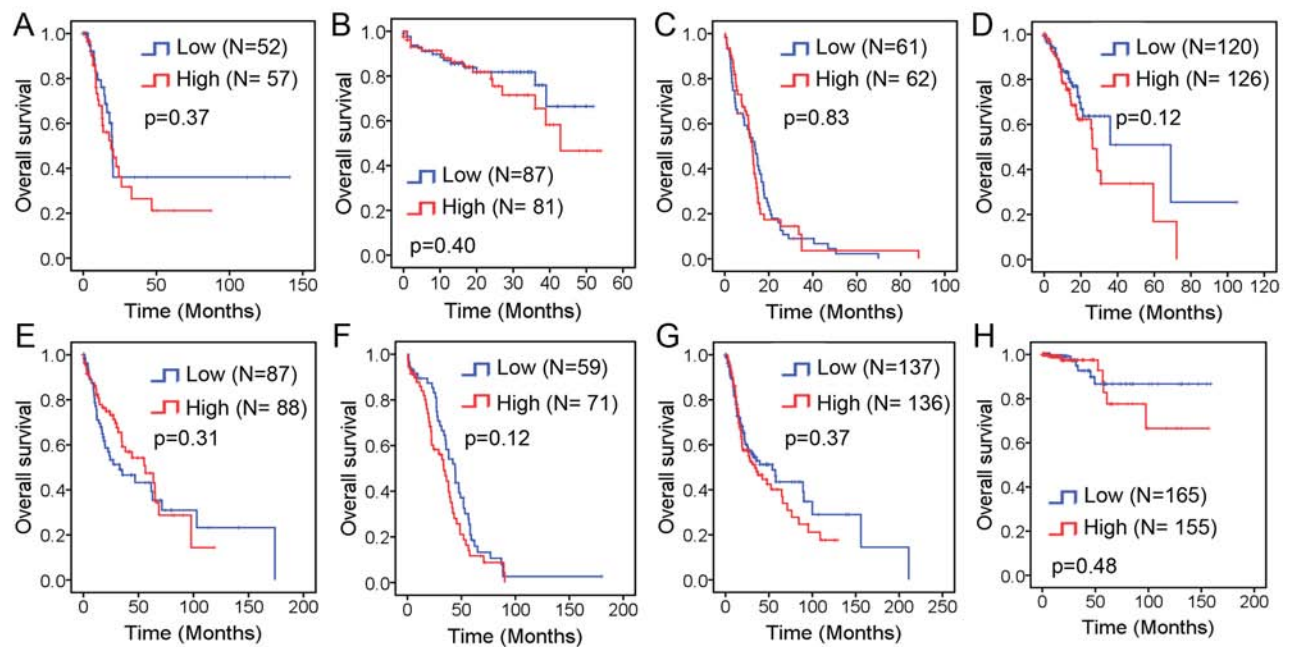 A
Low (N=52)
High (N= 57)
p=0.37
Overall survival
1.0
0.8
0.6
0.4
0.2
0.0
0 50 100 150
Time (Months)
B
Low (N=87)
High (N= 81)
p=0.40
Overall survival
1.0
0.8
0.6
0.4
0.2
0.0
0 10 20 30 40 50 60
Time (Months)
C
Low (N=61)
High (N= 62)
p=0.83
Overall survival
1.0
0.8
0.6
0.4
0.2
0.0
0 20 40 60 80 100
Time (Months)
D
Low (N=120)
High (N= 126)
p=0.12
Overall survival
1.0
0.8
0.6
0.4
0.2
0.0
0 20 40 60 80 100 120
Time (Months)
E
Low (N=87)
High (N= 88)
p=0.31
Overall survival
1.0
0.8
0.6
0.4
0.2
0.0
0 50 100 150 200
Time (Months)
F
Low (N=59)
High (N= 71)
p=0.12
Overall survival
1.0
0.8
0.6
0.4
0.2
0.0
0 50 100 150 200
Time (Months)
G
Low (N=137)
High (N= 136)
p=0.37
Overall survival
1.0
0.8
0.6
0.4
0.2
0.0
0 50 100 150 200 250
Time (Months)
H
Low (N=165)
High (N= 155)
p=0.48
Overall survival
1.0
0.8
0.6
0.4
0.2
0.0
0 50 100 150 200
Time (Months)